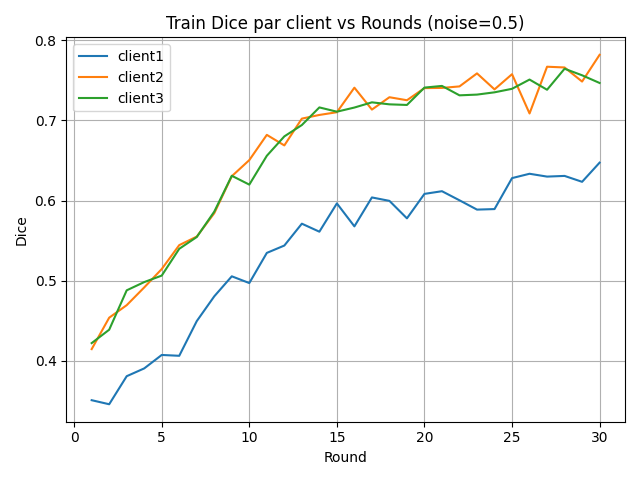 Train Dice par client vs Rounds (noise=0.5)
client1
client2
client3
Dice
0.8
0.7
0.6
0.5
0.4
0 5 10 15 20 25 30
Round